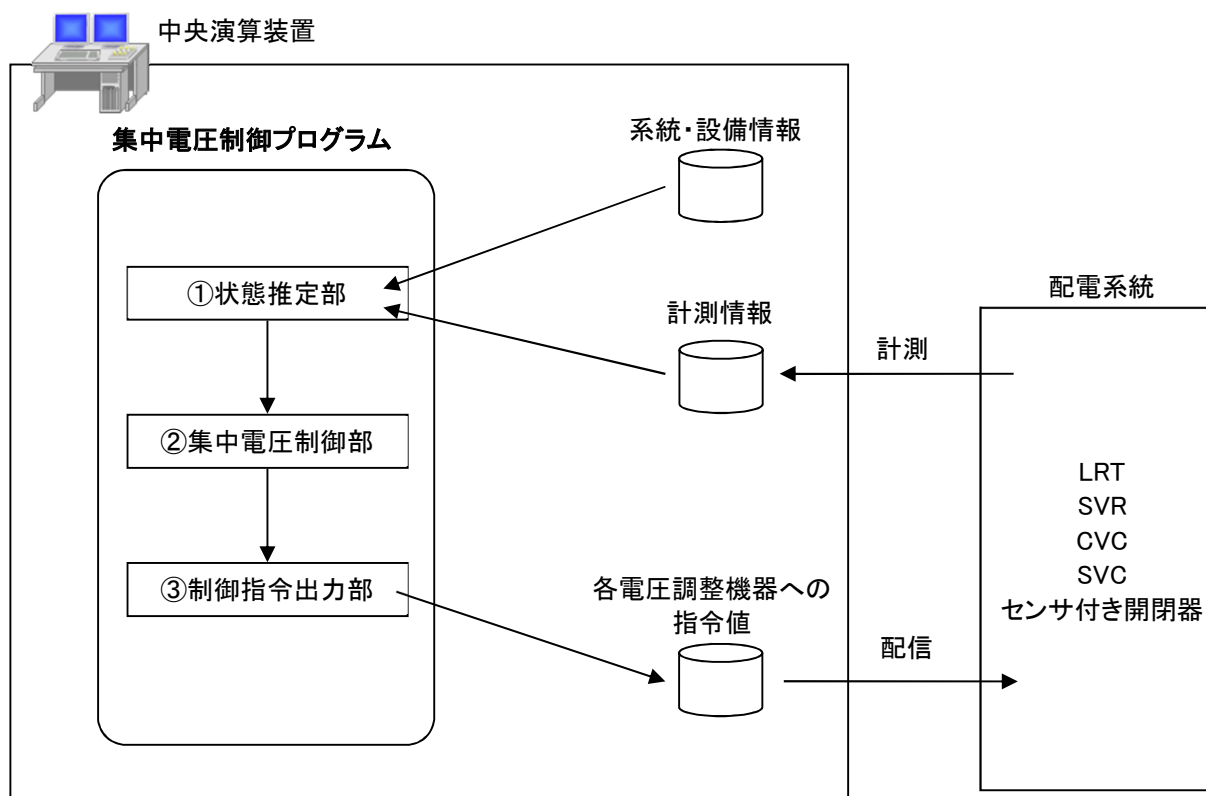 中央演算装置
集中電圧制御プログラム
系統・設備情報
①状態推定部
計測情報
計測
配電系統
②集中電圧制御部
LRT
SVR
CVC
SVC
センサ付き開閉器
③制御指令出力部
各電圧調整機器への
指令値
配信